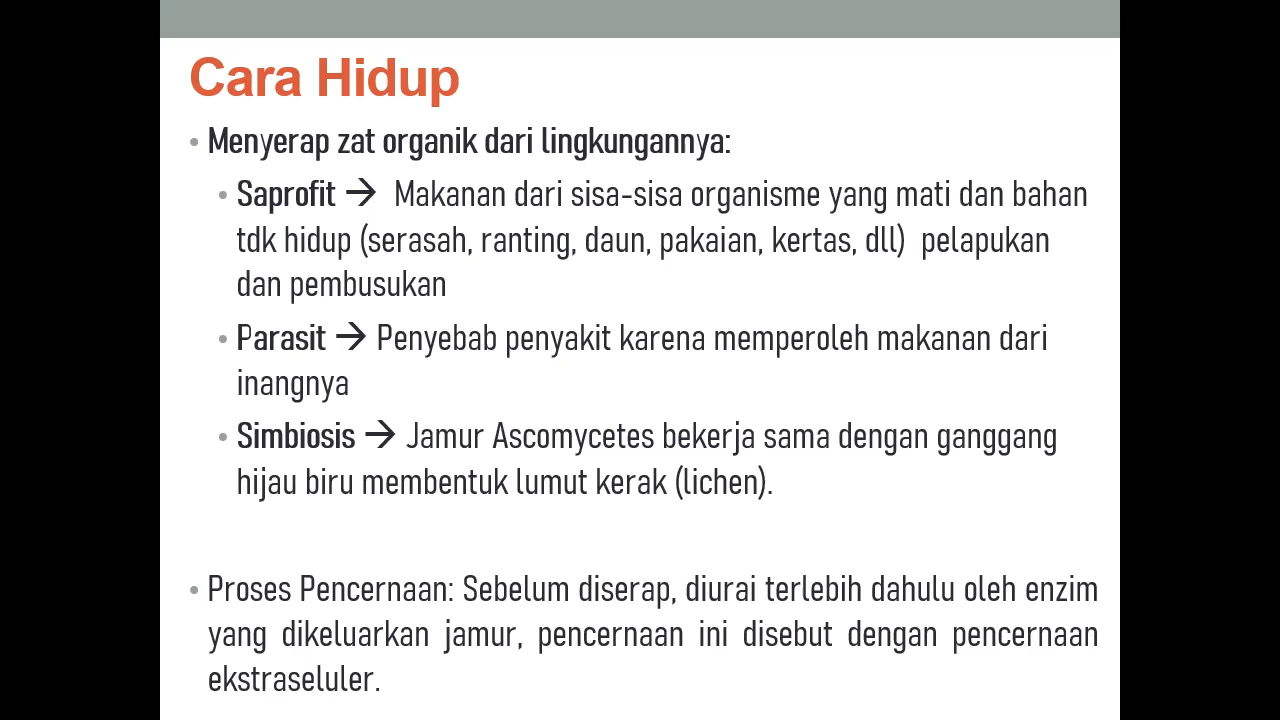 Cara Hidup
• Menyerap zat organik dari lingkungannya:
• Saprofit → Makanan dari sisa-sisa organisme yang mati dan bahan
tdk hidup (serasah, ranting, daun, pakaian, kertas, dll) pelapukan
dan pembusukan
• Parasit → Penyebab penyakit karena memperoleh makanan dari
inangnya
• Simbiosis → Jamur Ascomycetes bekerja sama dengan ganggang
hijau biru membentuk lumut kerak (lichen).
• Proses Pencernaan: Sebelum diserap, diurai terlebih dahulu oleh enzim
yang dikeluarkan jamur, pencernaan ini disebut dengan pencernaan
ekstraseluler.